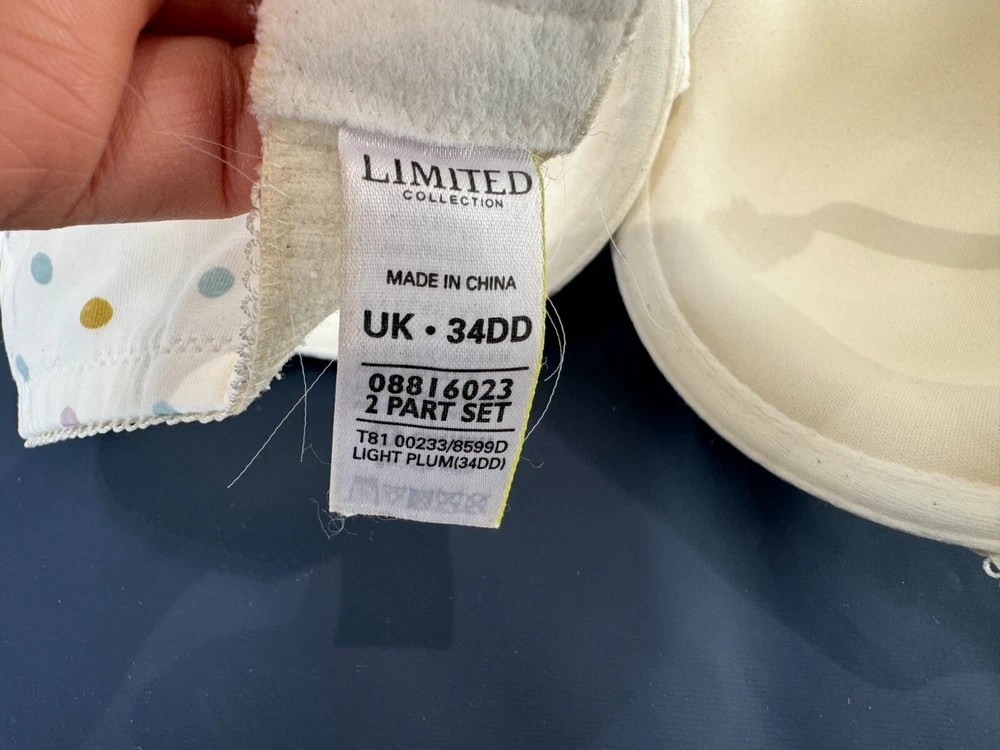 LIMITED
COLLECTION
MADE IN CHINA
UK • 34DD
08816023
2 PART SET
T81 00233/8599D
LIGHT PLUM(34DD)